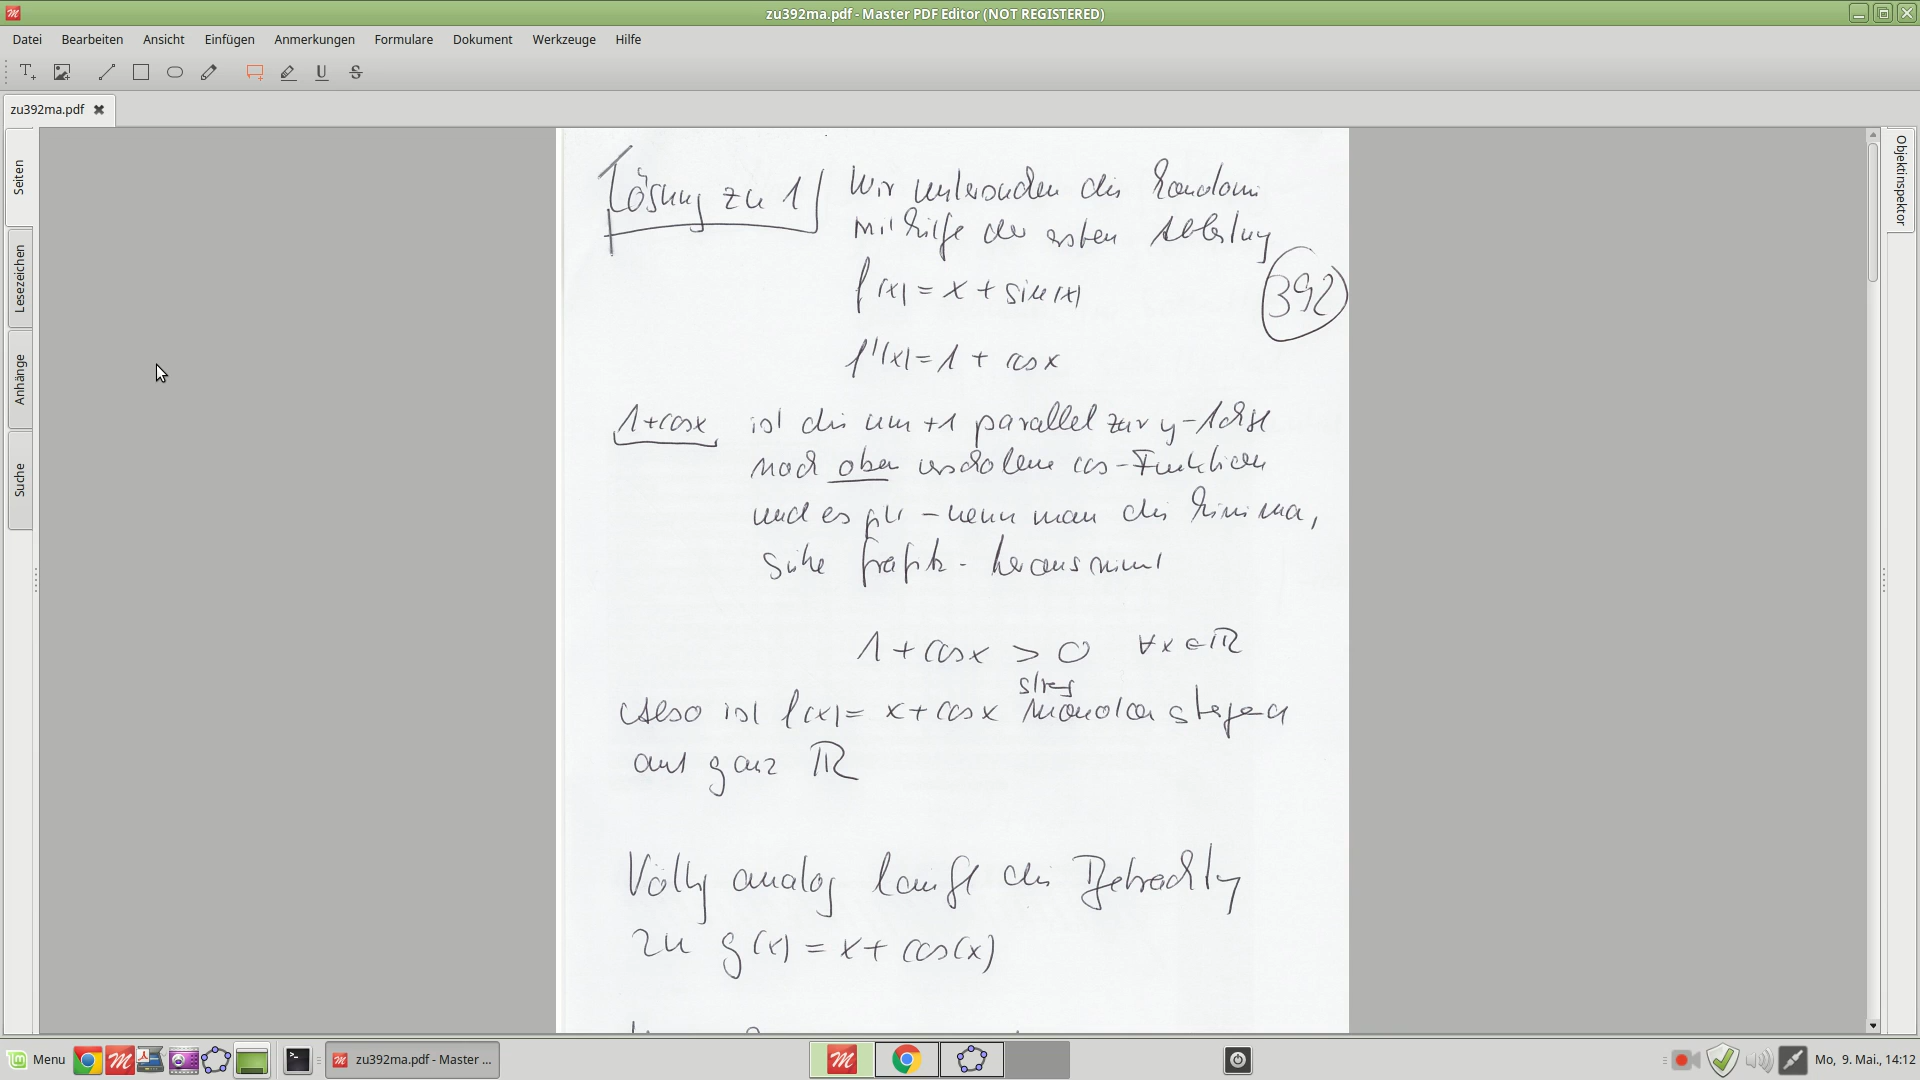 zu392ma.pdf - Master PDF Editor (NOT REGISTERED)
Datei Bearbeiten Ansicht Einfügen Anmerkungen Formulare Dokument Werkzeuge Hilfe
zu392ma.pdf
Seiten
Lesezeichen
Anhänge
Suche
Objektinspektor
Lösung zu 1 Wir untersuchen die Monotonie
mithilfe der ersten Ableitung
f(x) = x + sin(x)
392
f'(x) = 1 + cos x
1+cos x ist die um +1 parallel zur y-Achse
nach oben verschobene cos-Funktion
und es gilt - wenn man die Minima,
siehe Grafik - herausnimmt
1 + cos x > 0 ∀x ∈ ℝ
streng
Also ist f(x) = x + cos x monoton steigend
auf ganz ℝ
Völlig analog läuft die Betrachtung
zu g(x) = x + cos(x)
Menu
zu392ma.pdf - Master ...
Mo, 9. Mai., 14:12